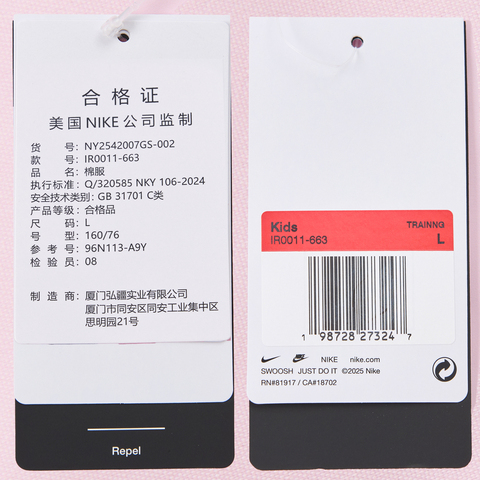 合格证
美国NIKE公司监制
货 号: NY2542007GS-002
款 号: IR0011-663
品 名: 棉服
执行标准: Q/320585 NKY 106-2024
安全技术类别: GB 31701 C类
产品等级: 合格品
尺 码: L
号 型: 160/76
参 考 号: 96N113-A9Y
检 验 员: 08
制 造 商: 厦门弘疆实业有限公司
厦门市同安区同安工业集中区
思明园21号
Repel
Kids TRAINNG
IR0011-663 L
1 98728 27324 7
NIKE nike.com
SWOOSH JUST DO IT ©2025 Nike
RN#81917 / CA#18702